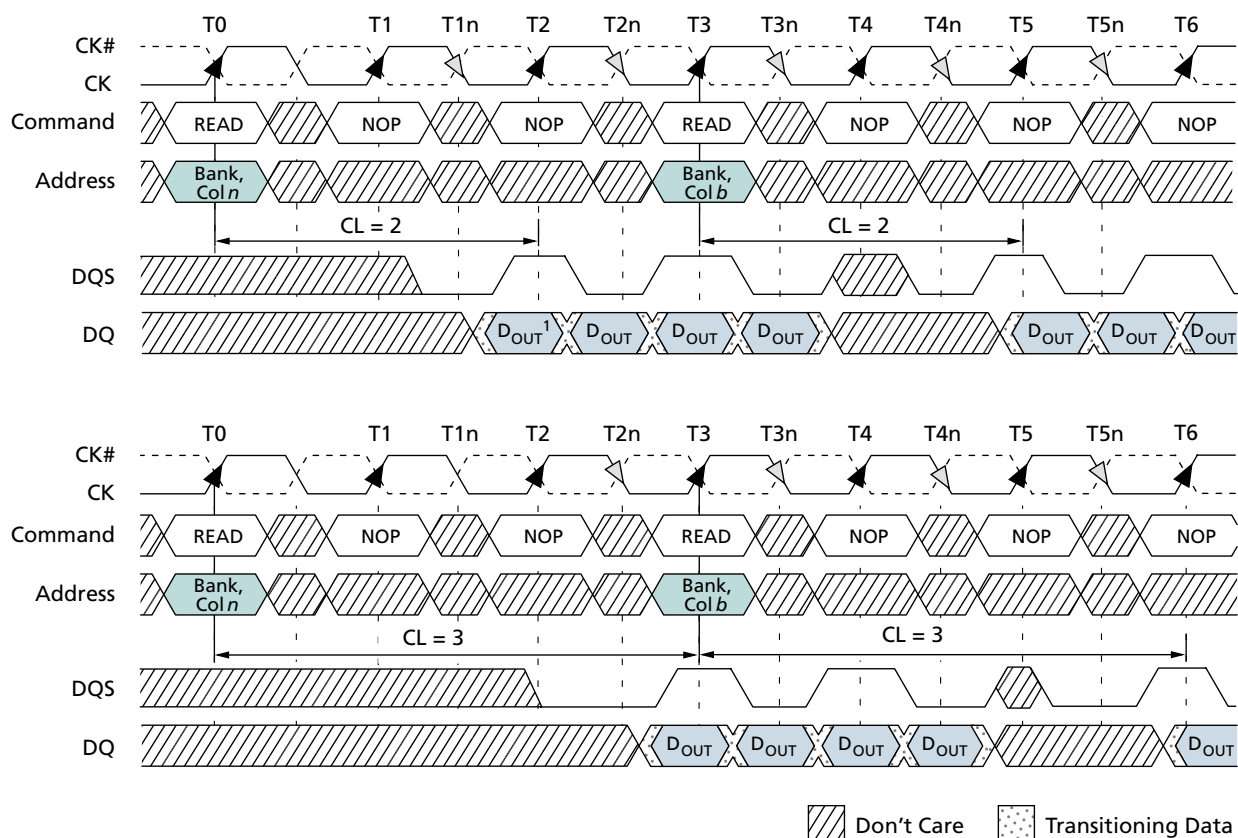 T0 T1 T1n T2 T2n T3 T3n T4 T4n T5 T5n T6
CK#
CK
Command READ NOP NOP READ NOP NOP NOP
Address Bank, Col n Bank, Col b
CL = 2 CL = 2
DQS
DQ DOUT1 DOUT DOUT DOUT DOUT DOUT DOUT
T0 T1 T1n T2 T2n T3 T3n T4 T4n T5 T5n T6
CK#
CK
Command READ NOP NOP READ NOP NOP NOP
Address Bank, Col n Bank, Col b
CL = 3 CL = 3
DQS
DQ DOUT DOUT DOUT DOUT DOUT
Don't Care Transitioning Data